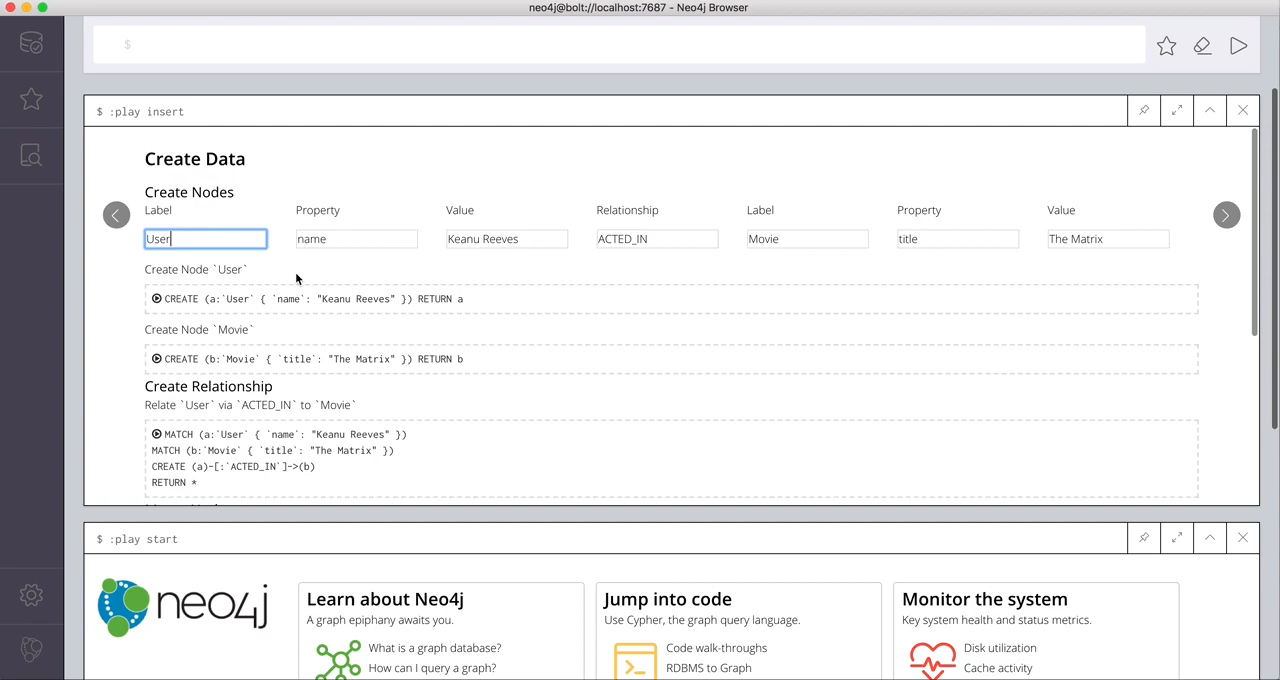 neo4j@bolt://localhost:7687 - Neo4j Browser
$
$ :play insert
Create Data
Create Nodes
Label Property Value Relationship Label Property Value
User name Keanu Reeves ACTED_IN Movie title The Matrix
Create Node `User`
CREATE (a:`User` { `name`: "Keanu Reeves" }) RETURN a
Create Node `Movie`
CREATE (b:`Movie` { `title`: "The Matrix" }) RETURN b
Create Relationship
Relate `User` via `ACTED_IN` to `Movie`
MATCH (a:`User` { `name`: "Keanu Reeves" })
MATCH (b:`Movie` { `title`: "The Matrix" })
CREATE (a)-[:`ACTED_IN`]->(b)
RETURN *
$ :play start
neo4j
Learn about Neo4j
A graph epiphany awaits you.
What is a graph database?
How can I query a graph?
Jump into code
Use Cypher, the graph query language.
Code walk-throughs
RDBMS to Graph
Monitor the system
Key system health and status metrics.
Disk utilization
Cache activity